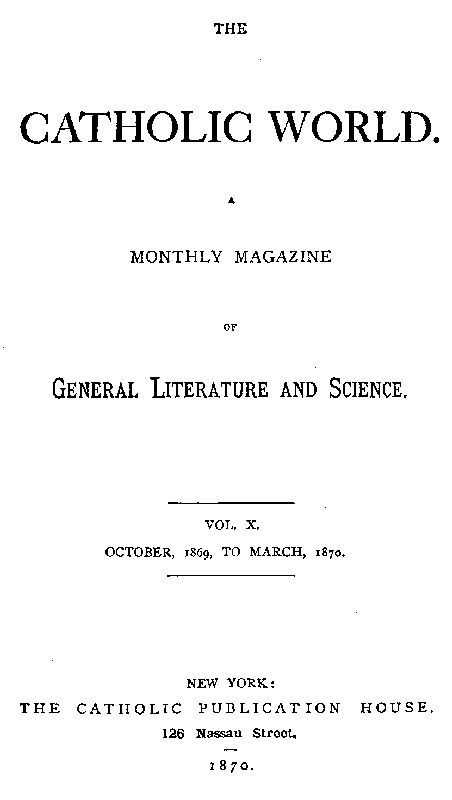 THE
CATHOLIC WORLD.
A
MONTHLY MAGAZINE
OF
GENERAL LITERATURE AND SCIENCE.
VOL. X.
OCTOBER, 1869, TO MARCH, 1870.
NEW YORK:
THE CATHOLIC PUBLICATION HOUSE,
126 Nassau Street.
1870.